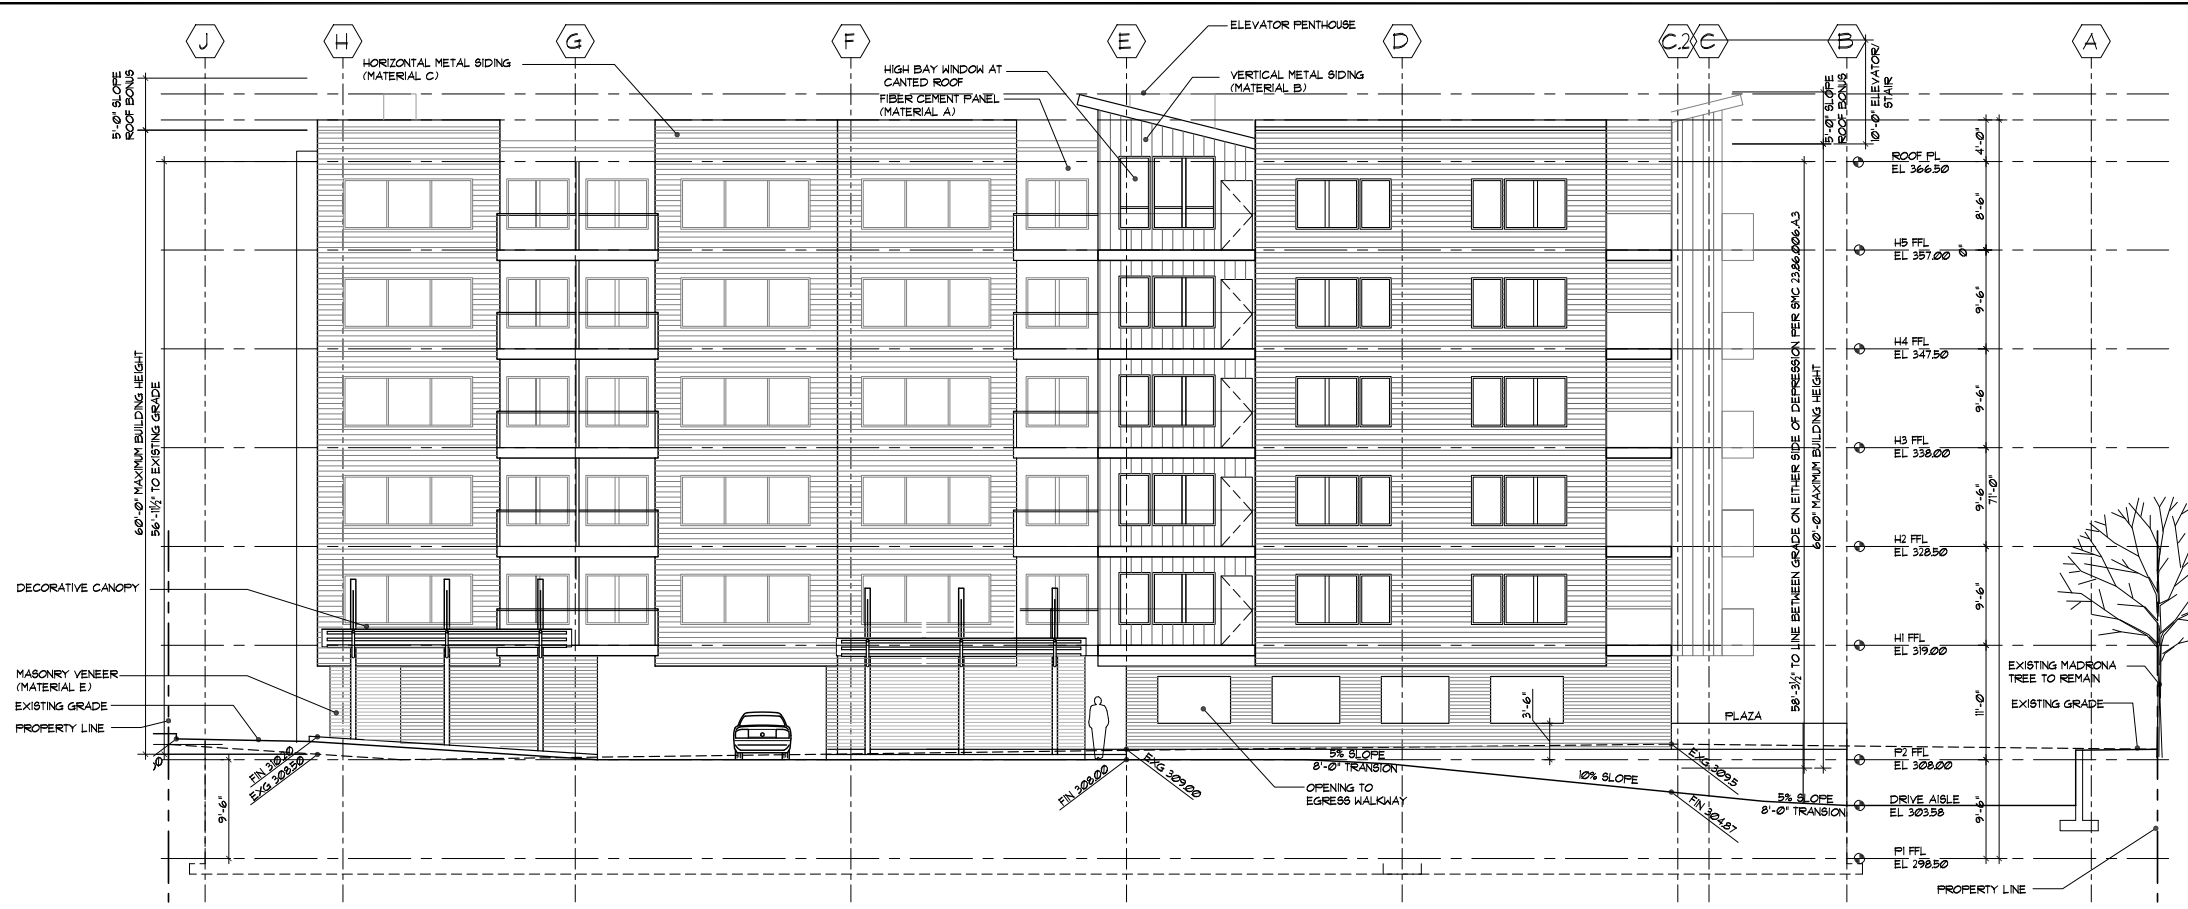 J
H
G
F
E
D
C.2
C
B
A
ELEVATOR PENTHOUSE
HORIZONTAL METAL SIDING
(MATERIAL C)
HIGH BAY WINDOW AT
CANTED ROOF
FIBER CEMENT PANEL
(MATERIAL A)
VERTICAL METAL SIDING
(MATERIAL B)
5'-0" SLOPE
ROOF BONUS
5'-0" SLOPE
ROOF BONUS
10'-0" ELEVATOR/
STAIR
60'-0" MAXIMUM BUILDING HEIGHT
56'-11½" TO EXISTING GRADE
58'-3½" TO LINE BETWEEN GRADE ON EITHER SIDE OF DEPRESSION PER SMC 23.86.006.A.3
60'-0" MAXIMUM BUILDING HEIGHT
4'-0"
ROOF PL
EL 366.50
8'-6"
H5 FFL
EL 357.00
0"
9'-6"
H4 FFL
EL 347.50
9'-6"
H3 FFL
EL 338.00
9'-6"
71'-0"
H2 FFL
EL 328.50
9'-6"
H1 FFL
EL 319.00
11'-0"
P2 FFL
EL 308.00
DRIVE AISLE
EL 303.58
9'-6"
P1 FFL
EL 298.50
DECORATIVE CANOPY
MASONRY VENEER
(MATERIAL E)
EXISTING GRADE
PROPERTY LINE
FIN 310.20
EXG 308.50
9'-6"
FIN 308.00
EXG 309.00
3'-6"
5% SLOPE
8'-0" TRANSION
OPENING TO
EGRESS WALKWAY
10% SLOPE
PLAZA
EXG 309.5
FIN 304.87
5% SLOPE
8'-0" TRANSION
EXISTING MADRONA
TREE TO REMAIN
EXISTING GRADE
PROPERTY LINE